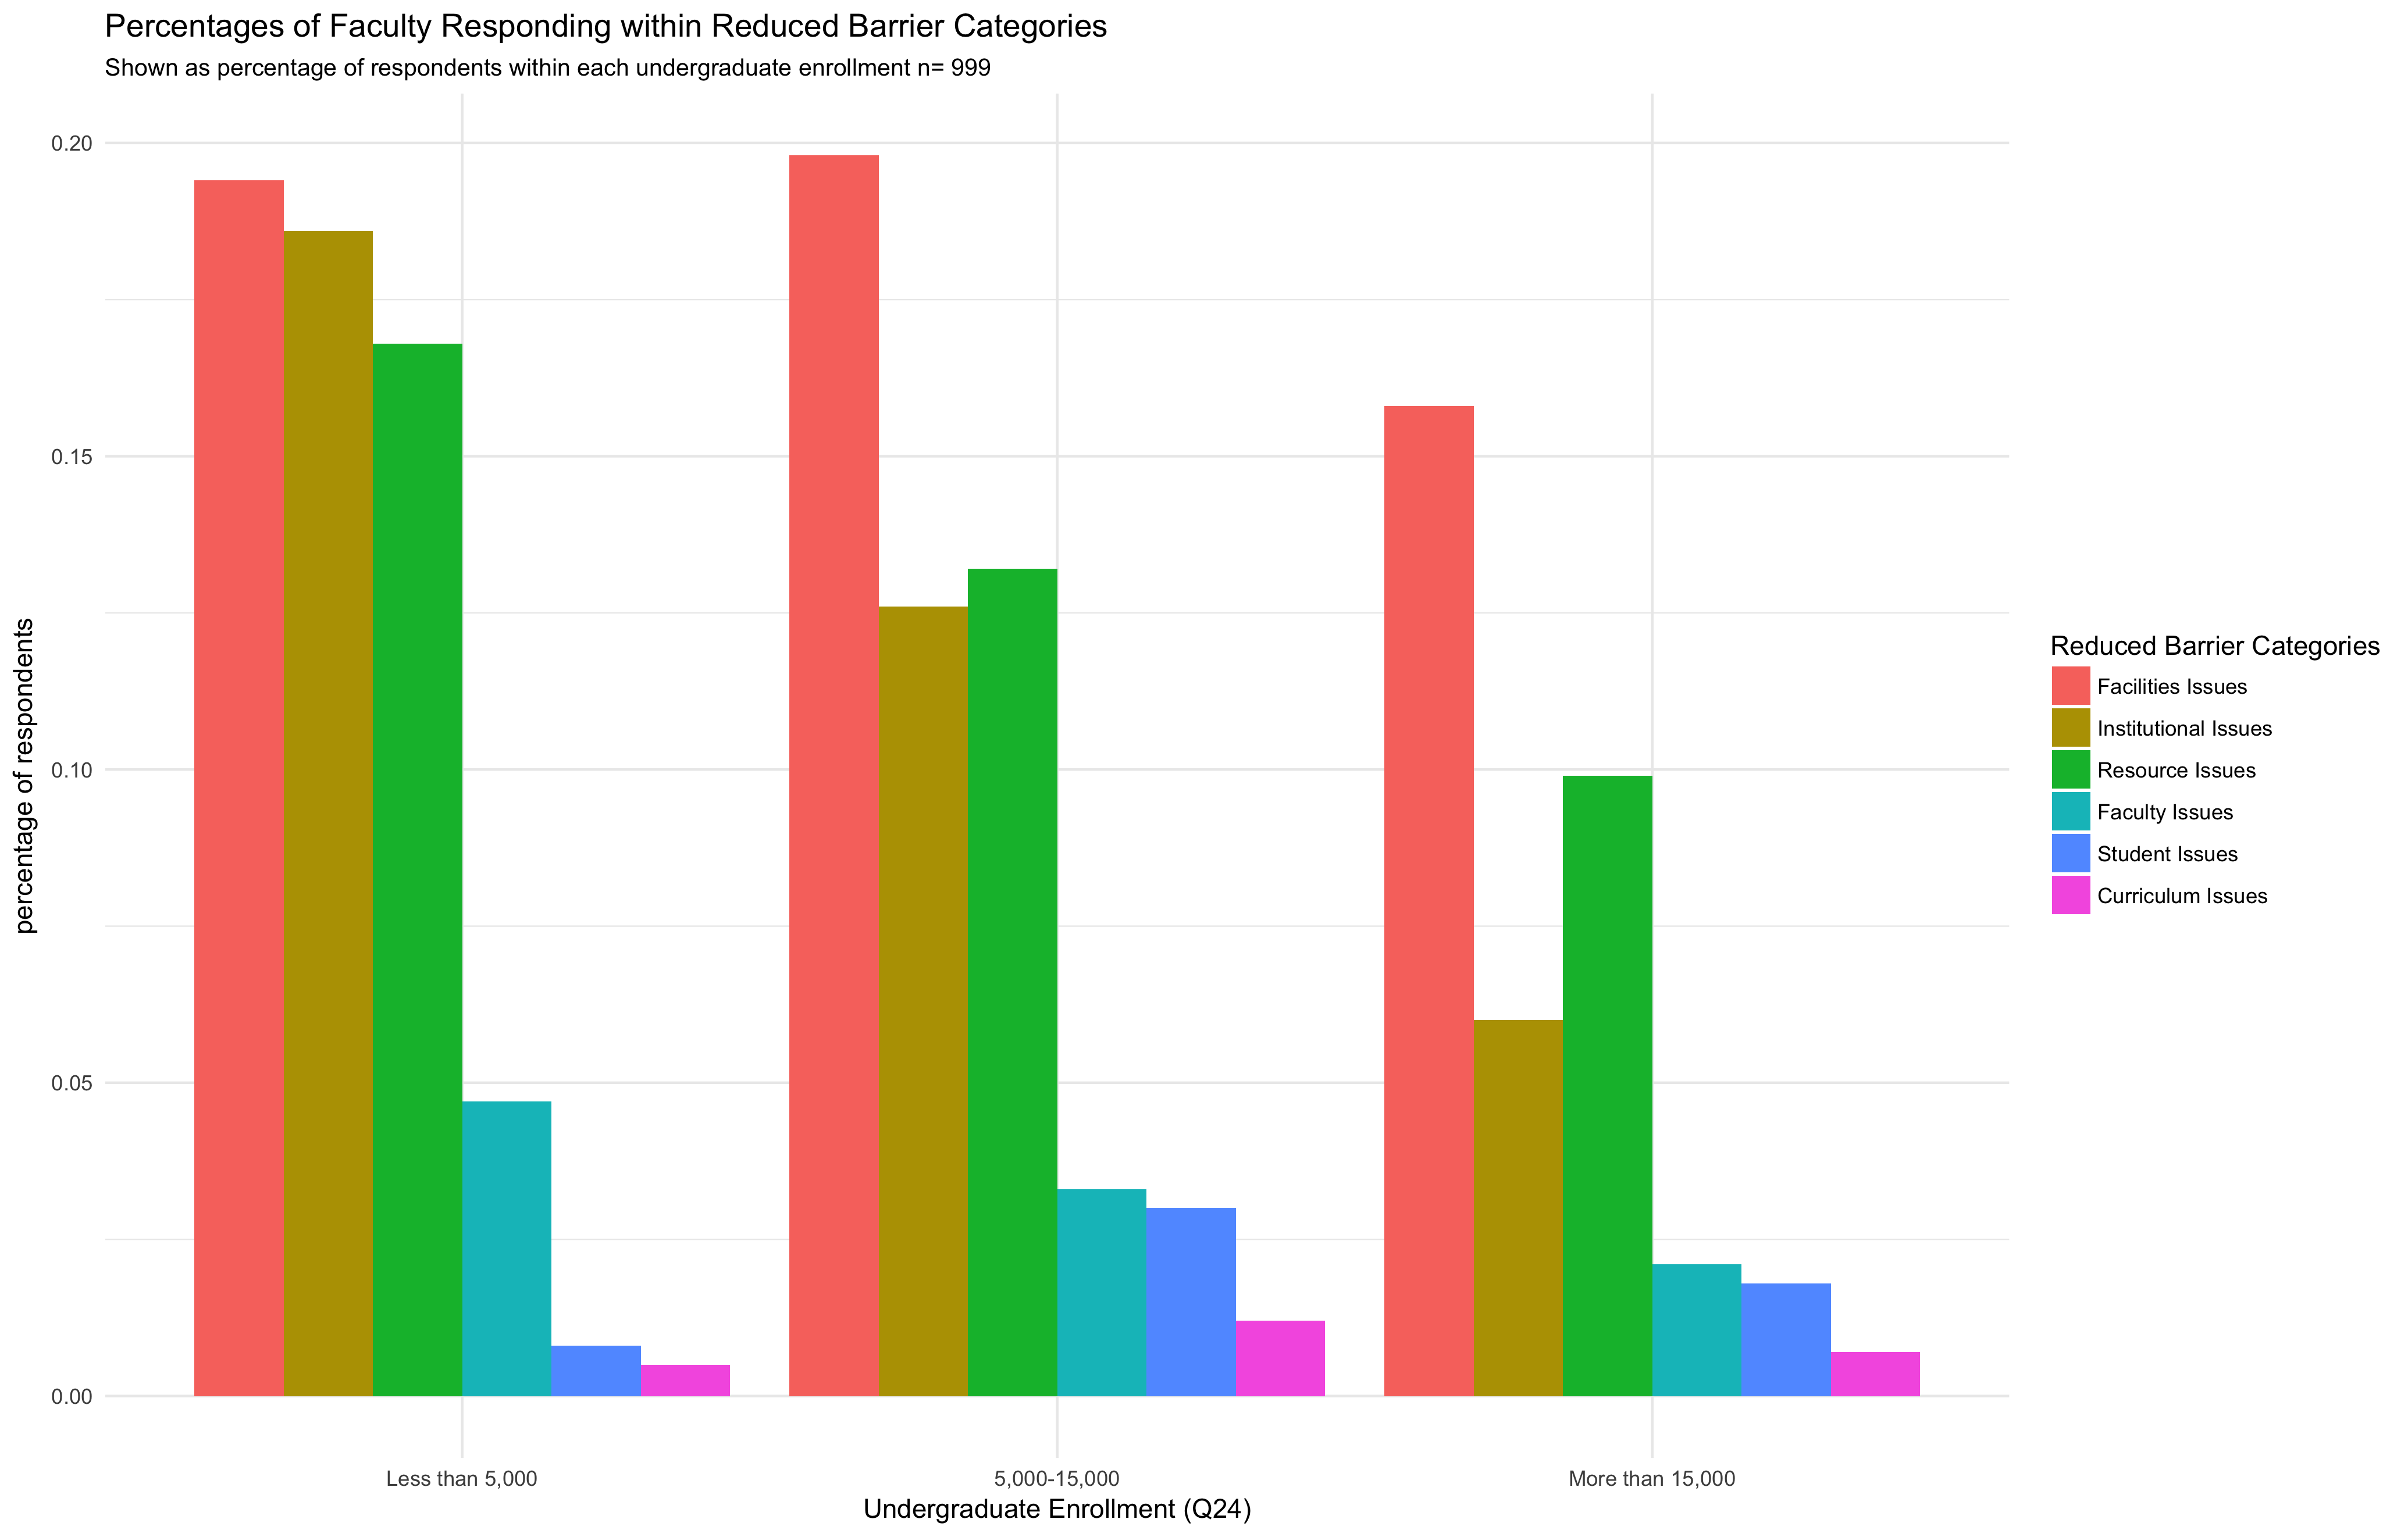 Percentages of Faculty Responding within Reduced Barrier Categories
Shown as percentage of respondents within each undergraduate enrollment n= 999
0.20
0.15
0.10
0.05
0.00
percentage of respondents
Less than 5,000
5,000-15,000
More than 15,000
Undergraduate Enrollment (Q24)
Reduced Barrier Categories
Facilities Issues
Institutional Issues
Resource Issues
Faculty Issues
Student Issues
Curriculum Issues